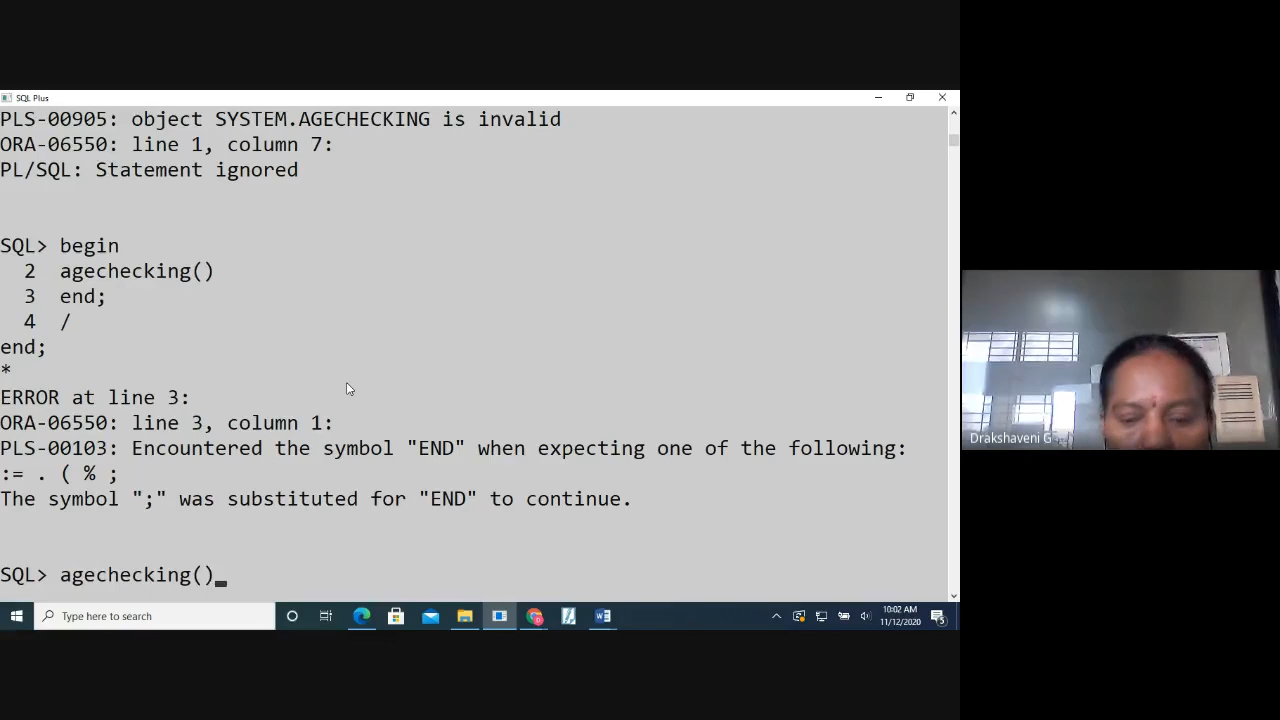 SQL Plus
PLS-00905: object SYSTEM.AGECHECKING is invalid
ORA-06550: line 1, column 7:
PL/SQL: Statement ignored
SQL> begin
2 agechecking()
3 end;
4 /
end;
*
ERROR at line 3:
ORA-06550: line 3, column 1:
PLS-00103: Encountered the symbol "END" when expecting one of the following:
:= . ( % ;
The symbol ";" was substituted for "END" to continue.
SQL> agechecking()
Drakshaveni G
Type here to search
10:02 AM
11/12/2020
5